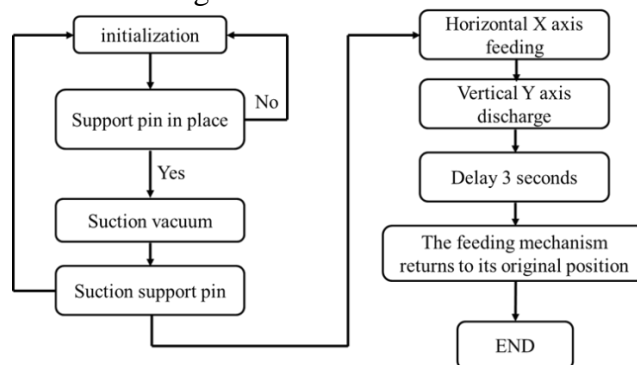 initialization
No
Support pin in place
Yes
Suction vacuum
Suction support pin
Horizontal X axis
feeding
Vertical Y axis
discharge
Delay 3 seconds
The feeding mechanism
returns to its original position
END